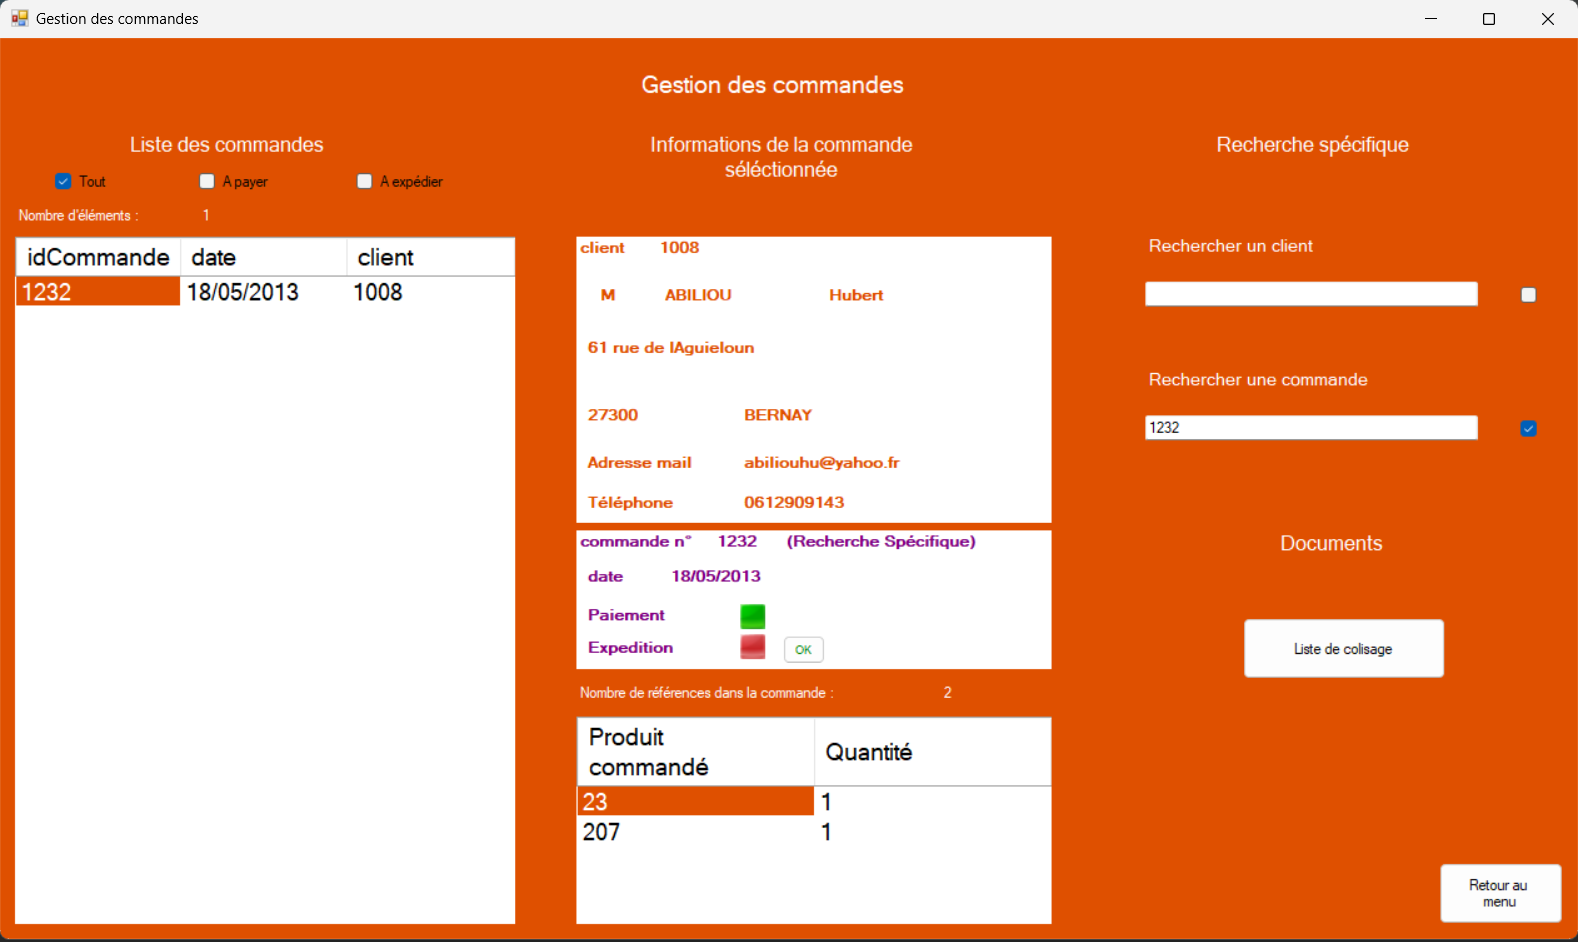 Gestion des commandes
Gestion des commandes
Liste des commandes
Tout
A payer
A expédier
Nombre d'éléments :
1
idCommande date client
1232 18/05/2013 1008
Informations de la commande
séléctionnée
client 1008
M ABILIOU Hubert
61 rue de lAguieloun
27300 BERNAY
Adresse mail abiliouhu@yahoo.fr
Téléphone 0612909143
commande n° 1232 (Recherche Spécifique)
date 18/05/2013
Paiement
Expedition OK
Nombre de références dans la commande : 2
Produit
commandé
Quantité
23 1
207 1
Recherche spécifique
Rechercher un client
Rechercher une commande
1232
Documents
Liste de colisage
Retour au
menu